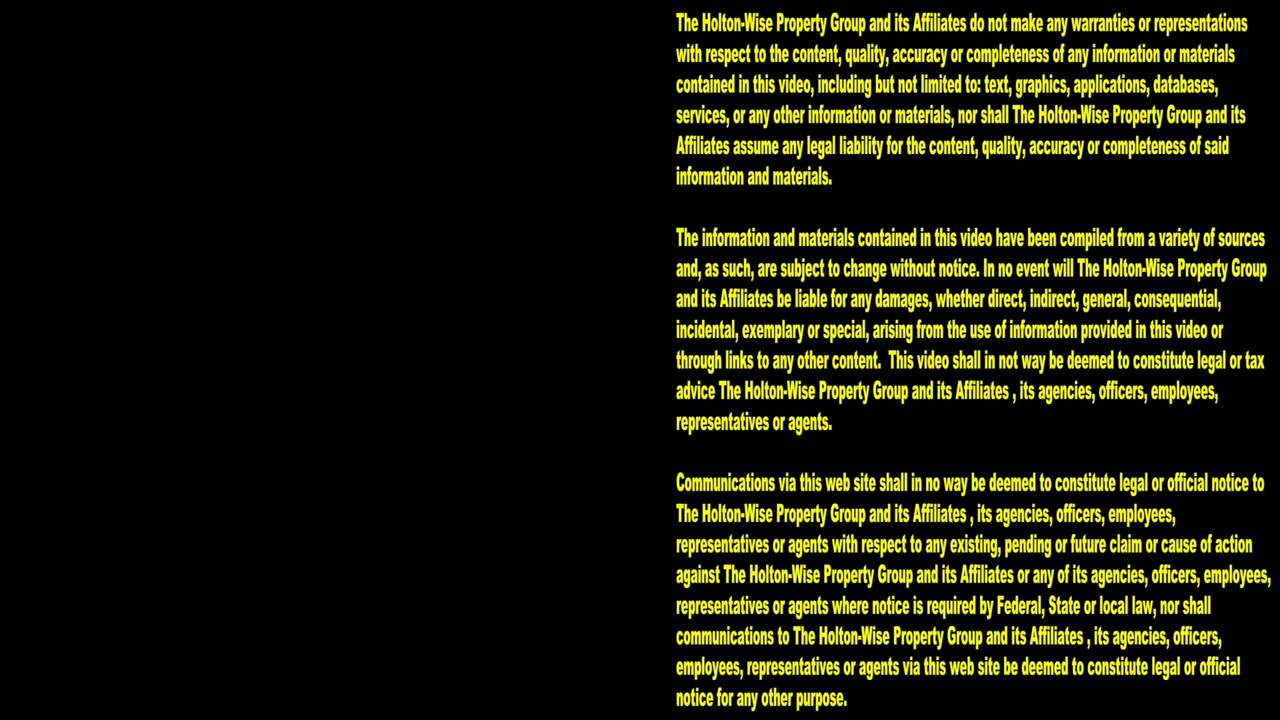 The Holton-Wise Property Group and its Affiliates do not make any warranties or representations
with respect to the content, quality, accuracy or completeness of any information or materials
contained in this video, including but not limited to: text, graphics, applications, databases,
services, or any other information or materials, nor shall The Holton-Wise Property Group and its
Affiliates assume any legal liability for the content, quality, accuracy or completeness of said
information and materials.
The information and materials contained in this video have been compiled from a variety of sources
and, as such, are subject to change without notice. In no event will The Holton-Wise Property Group
and its Affiliates be liable for any damages, whether direct, indirect, general, consequential,
incidental, exemplary or special, arising from the use of information provided in this video or
through links to any other content.  This video shall in not way be deemed to constitute legal or tax
advice The Holton-Wise Property Group and its Affiliates , its agencies, officers, employees,
representatives or agents.
Communications via this web site shall in no way be deemed to constitute legal or official notice to
The Holton-Wise Property Group and its Affiliates , its agencies, officers, employees,
representatives or agents with respect to any existing, pending or future claim or cause of action
against The Holton-Wise Property Group and its Affiliates or any of its agencies, officers, employees,
representatives or agents where notice is required by Federal, State or local law, nor shall
communications to The Holton-Wise Property Group and its Affiliates , its agencies, officers,
employees, representatives or agents via this web site be deemed to constitute legal or official
notice for any other purpose.